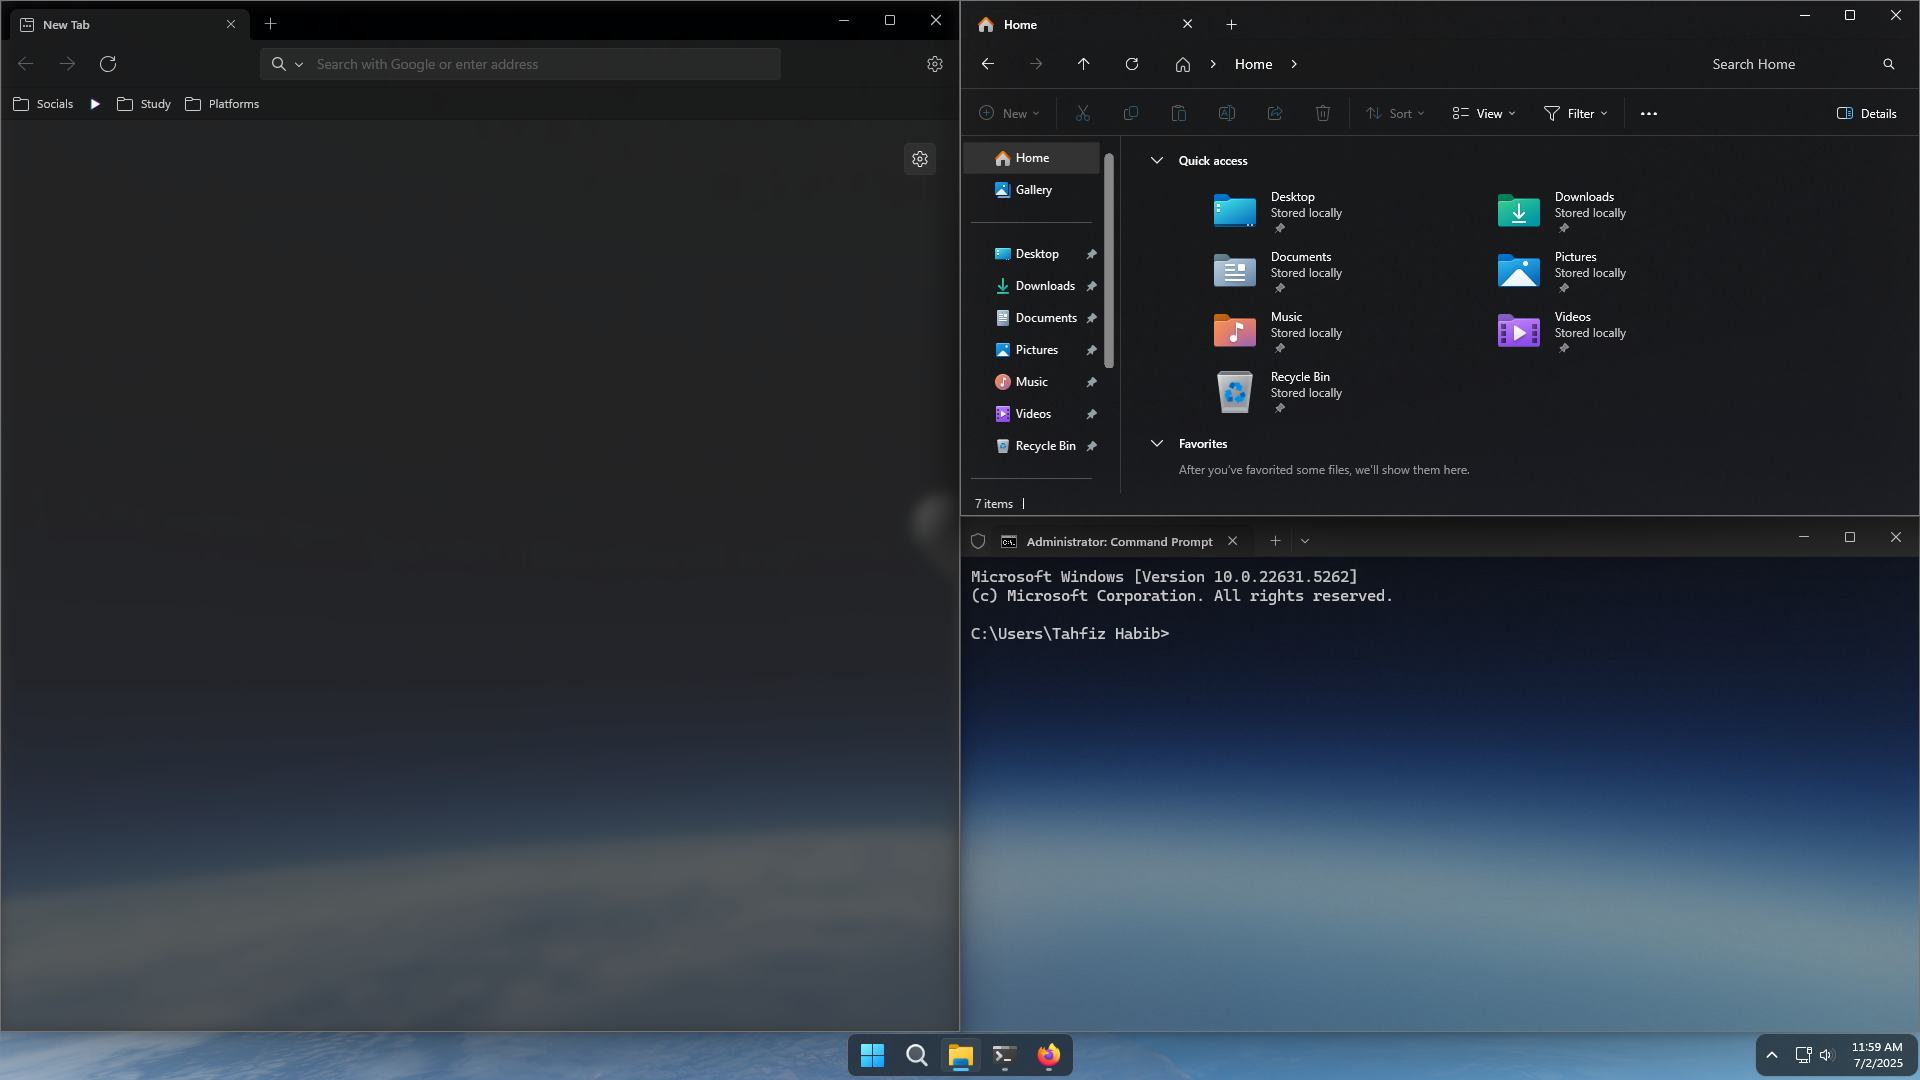 New Tab
Search with Google or enter address
Socials
Study
Platforms
Home
Home
Search Home
New
Sort
View
Filter
Details
Home
Gallery
Desktop
Downloads
Documents
Pictures
Music
Videos
Recycle Bin
Quick access
Desktop
Stored locally
Downloads
Stored locally
Documents
Stored locally
Pictures
Stored locally
Music
Stored locally
Videos
Stored locally
Recycle Bin
Stored locally
Favorites
After you've favorited some files, we'll show them here.
7 items
Administrator: Command Prompt
Microsoft Windows [Version 10.0.22631.5262]
(c) Microsoft Corporation. All rights reserved.
C:\Users\Tahfiz Habib>
11:59 AM
7/2/2025